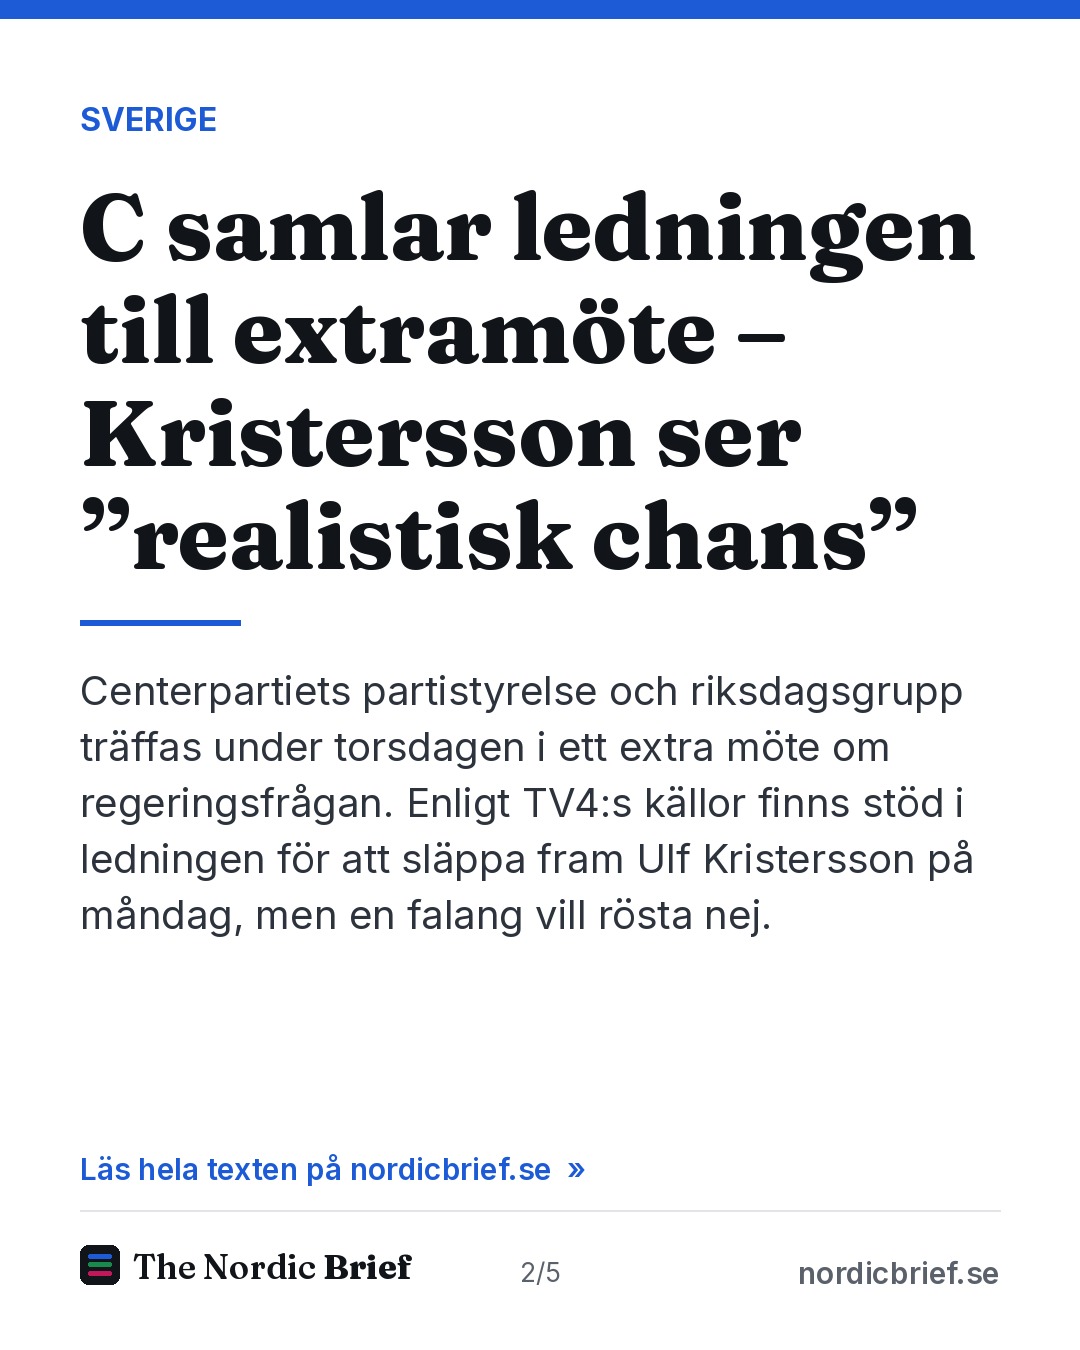 SVERIGE
C samlar ledningen
till extramöte –
Kristersson ser
”realistisk chans”
Centerpartiets partistyrelse och riksdagsgrupp
träffas under torsdagen i ett extra möte om
regeringsfrågan. Enligt TV4:s källor finns stöd i
ledningen för att släppa fram Ulf Kristersson på
måndag, men en falang vill rösta nej.
Läs hela texten på nordicbrief.se »
The Nordic Brief 2/5 nordicbrief.se